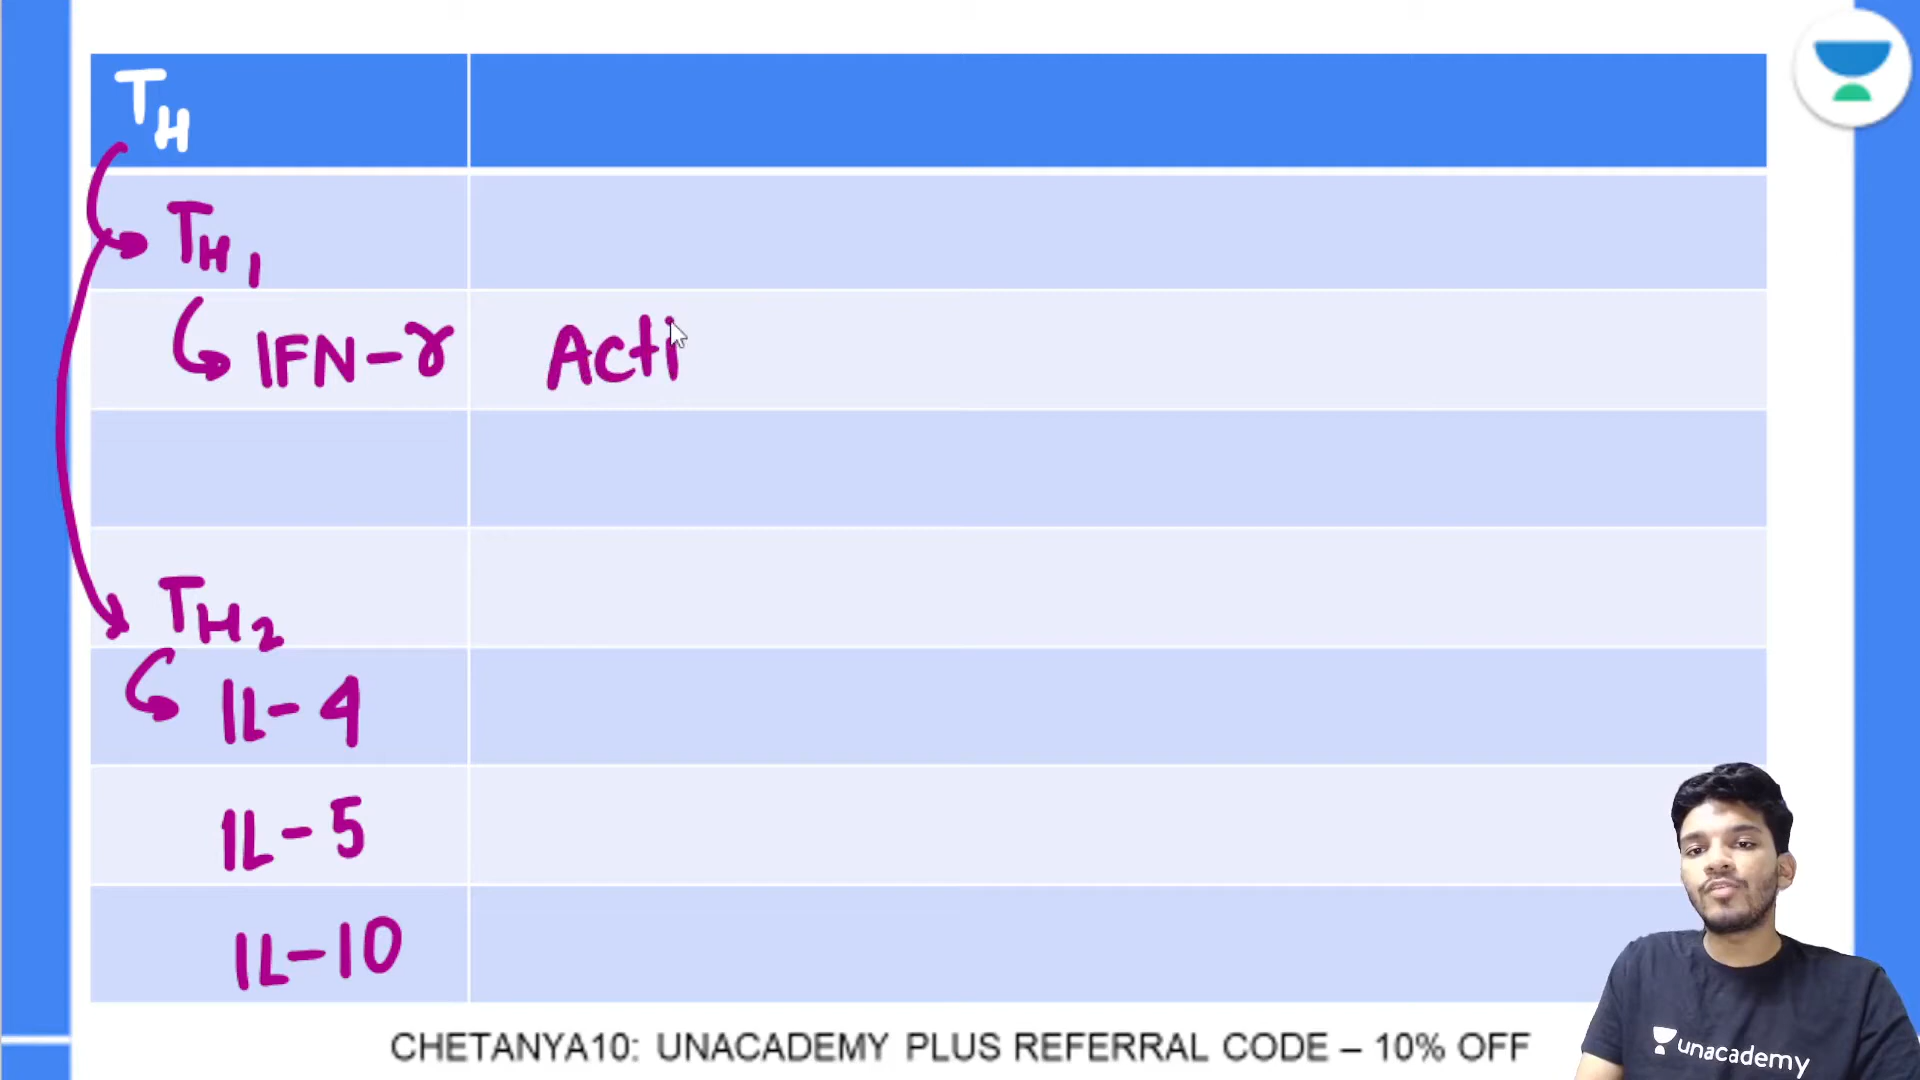 TH
TH1
IFN-γ Acti
TH2
IL-4
IL-5
IL-10
CHETANYA10: UNACADEMY PLUS REFERRAL CODE – 10% OFF
unacademy